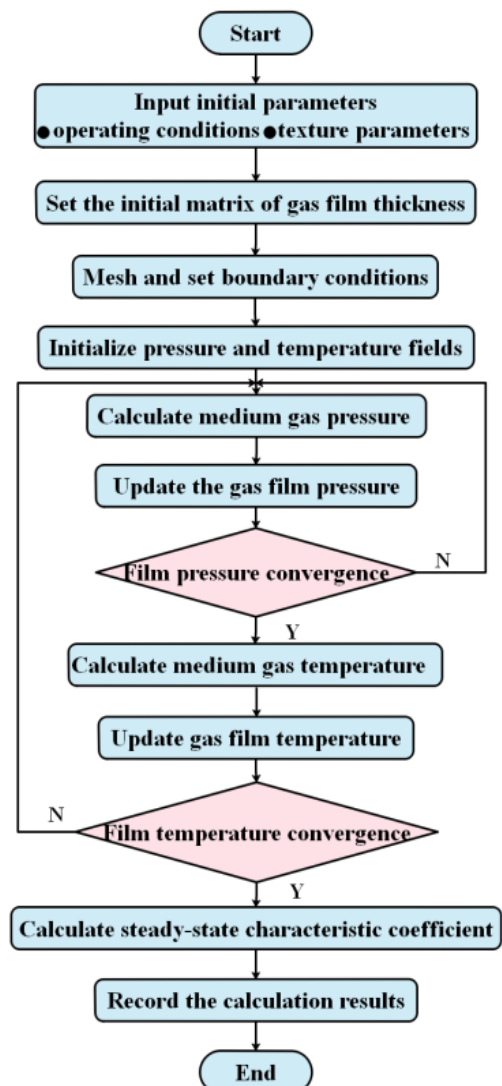 Start
Input initial parameters
●operating conditions ●texture parameters
Set the initial matrix of gas film thickness
Mesh and set boundary conditions
Initialize pressure and temperature fields
Calculate medium gas pressure
Update the gas film pressure
Film pressure convergence
N
Y
Calculate medium gas temperature
Update gas film temperature
N
Film temperature convergence
Y
Calculate steady-state characteristic coefficient
Record the calculation results
End